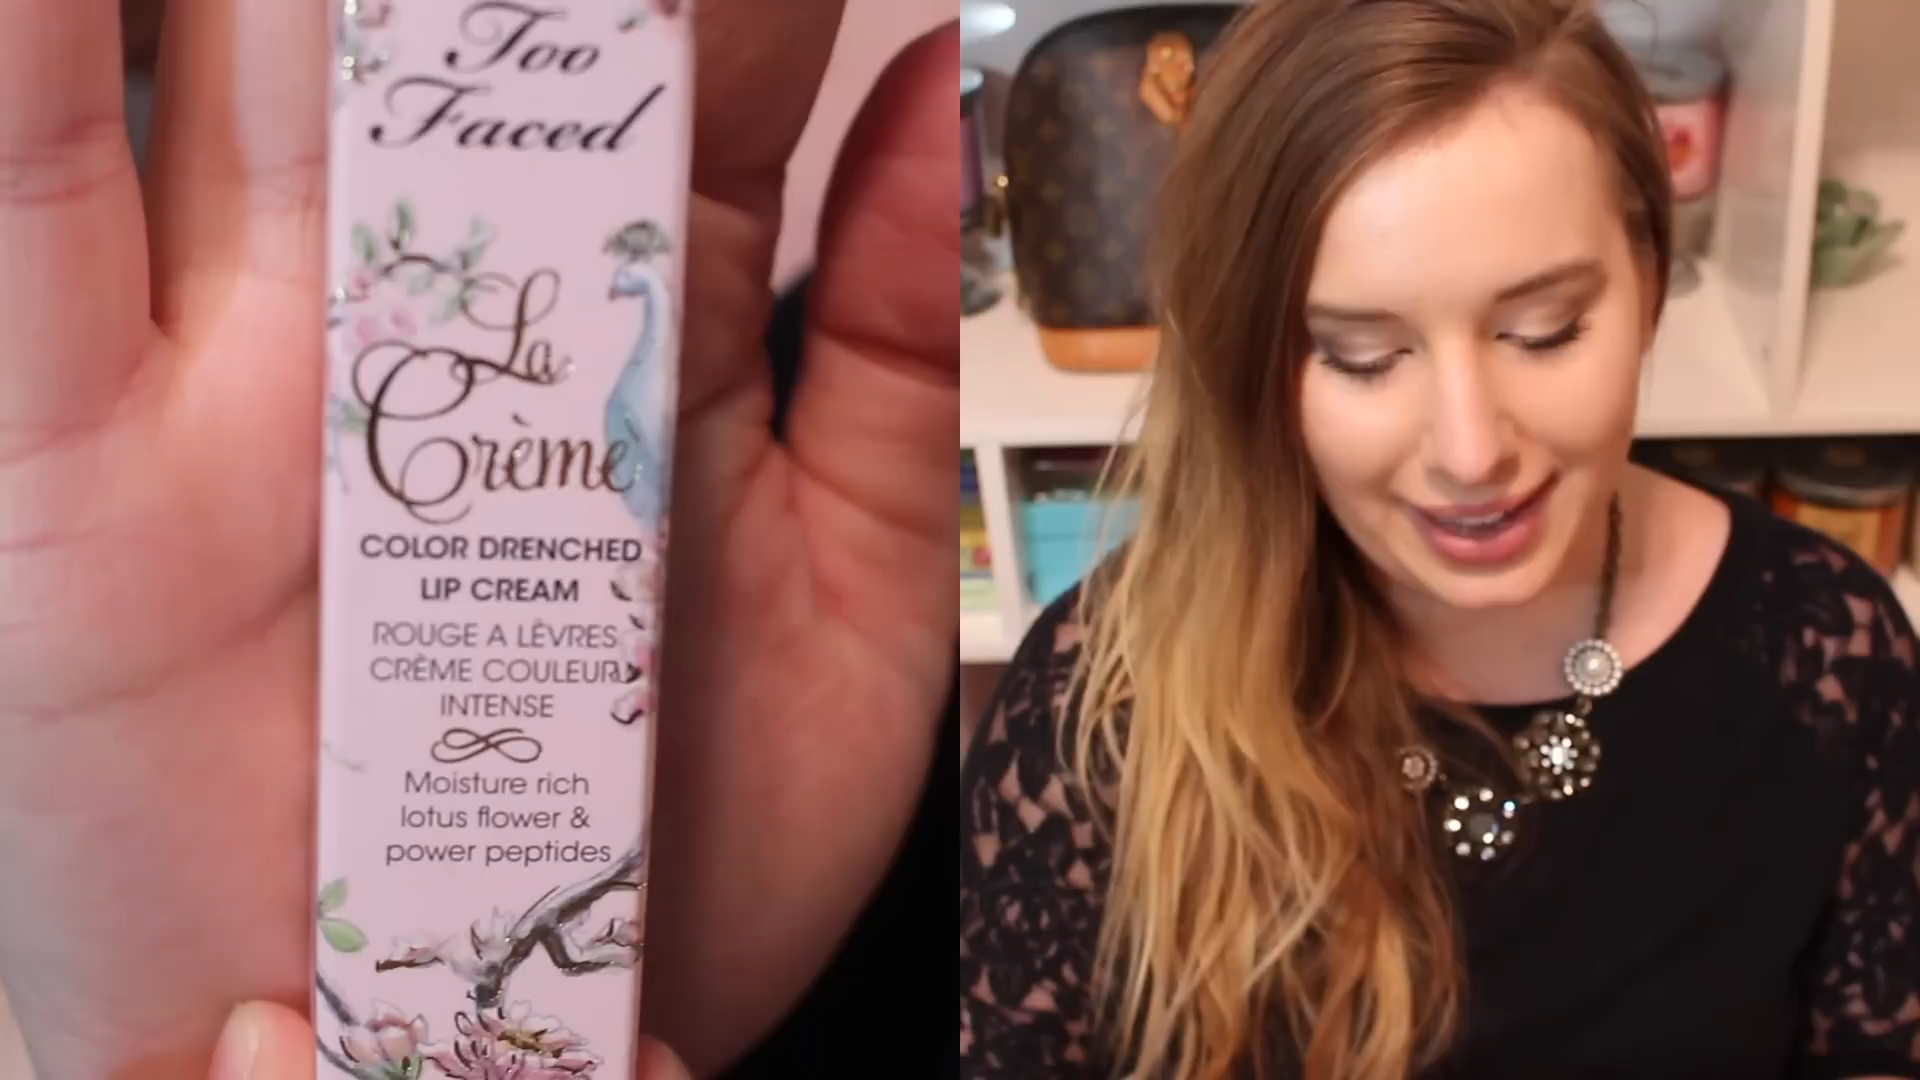 Too
Faced
La
Crème
COLOR DRENCHED
LIP CREAM
ROUGE A LÈVRES
CRÈME COULEUR
INTENSE
Moisture rich
lotus flower &
power peptides